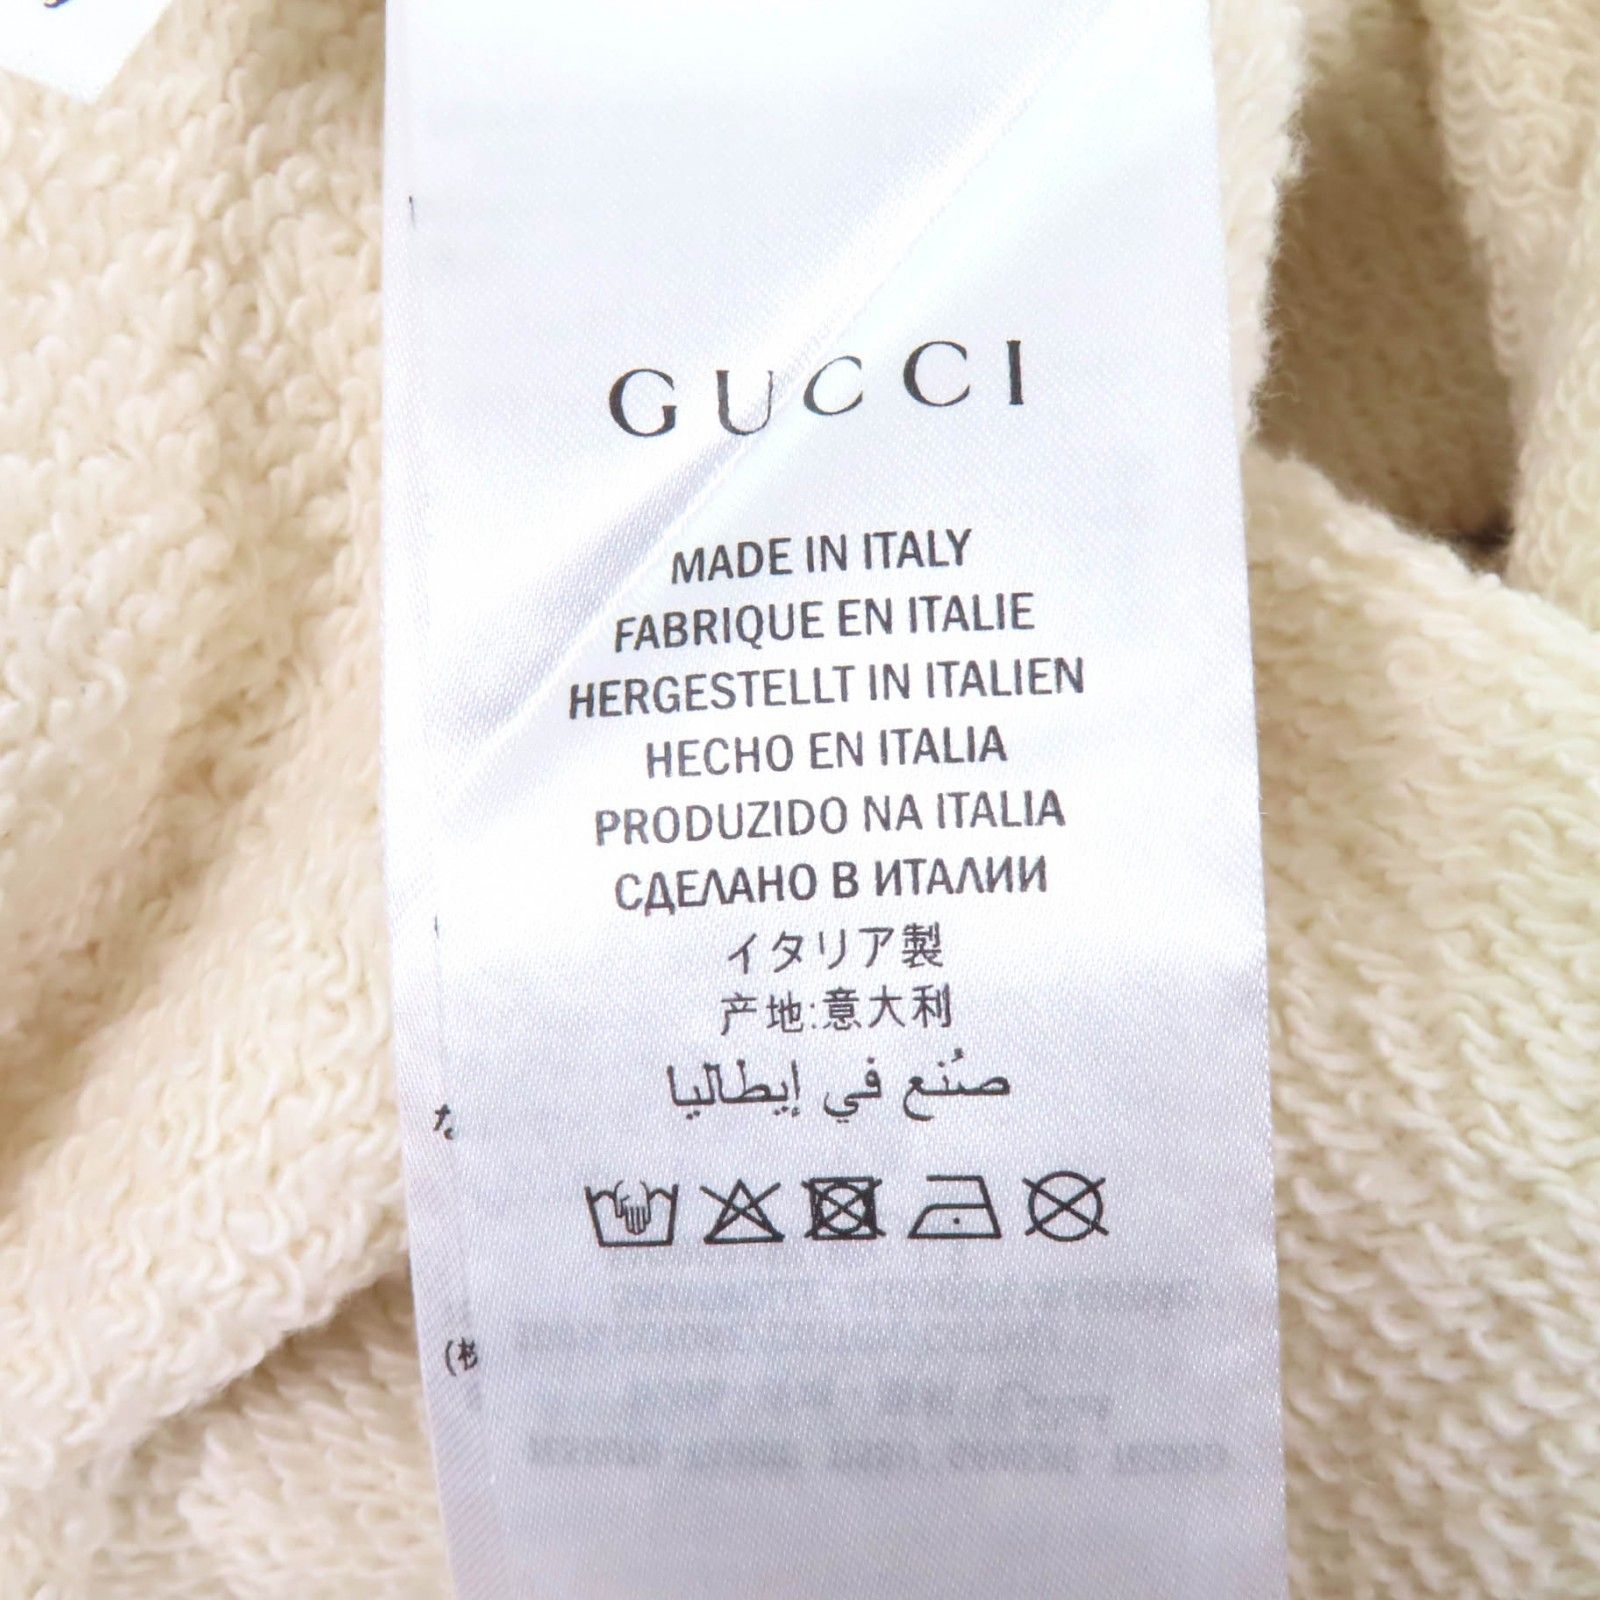 GUCCI
MADE IN ITALY
FABRIQUE EN ITALIE
HERGESTELLT IN ITALIEN
HECHO EN ITALIA
PRODUZIDO NA ITALIA
СДЕЛАНО В ИТАЛИИ
イタリア製
产地:意大利
صُنع في إيطاليا